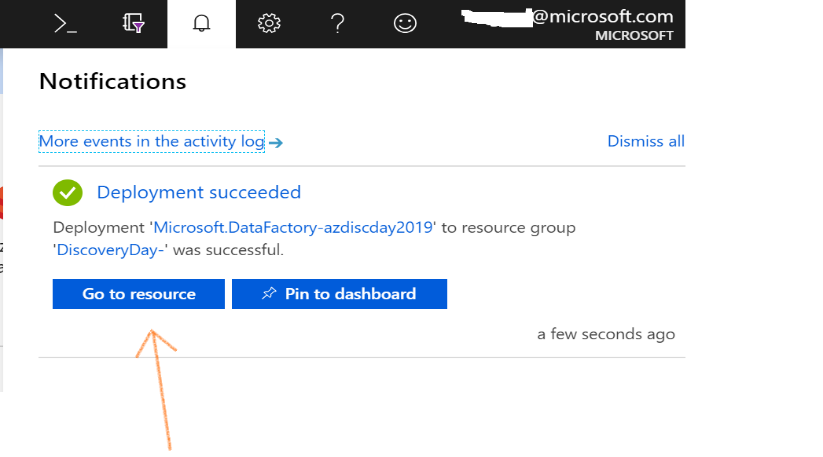 @microsoft.com
MICROSOFT
Notifications
More events in the activity log
Dismiss all
Deployment succeeded
Deployment 'Microsoft.DataFactory-azdiscday2019' to resource group
'DiscoveryDay-' was successful.
Go to resource
Pin to dashboard
a few seconds ago